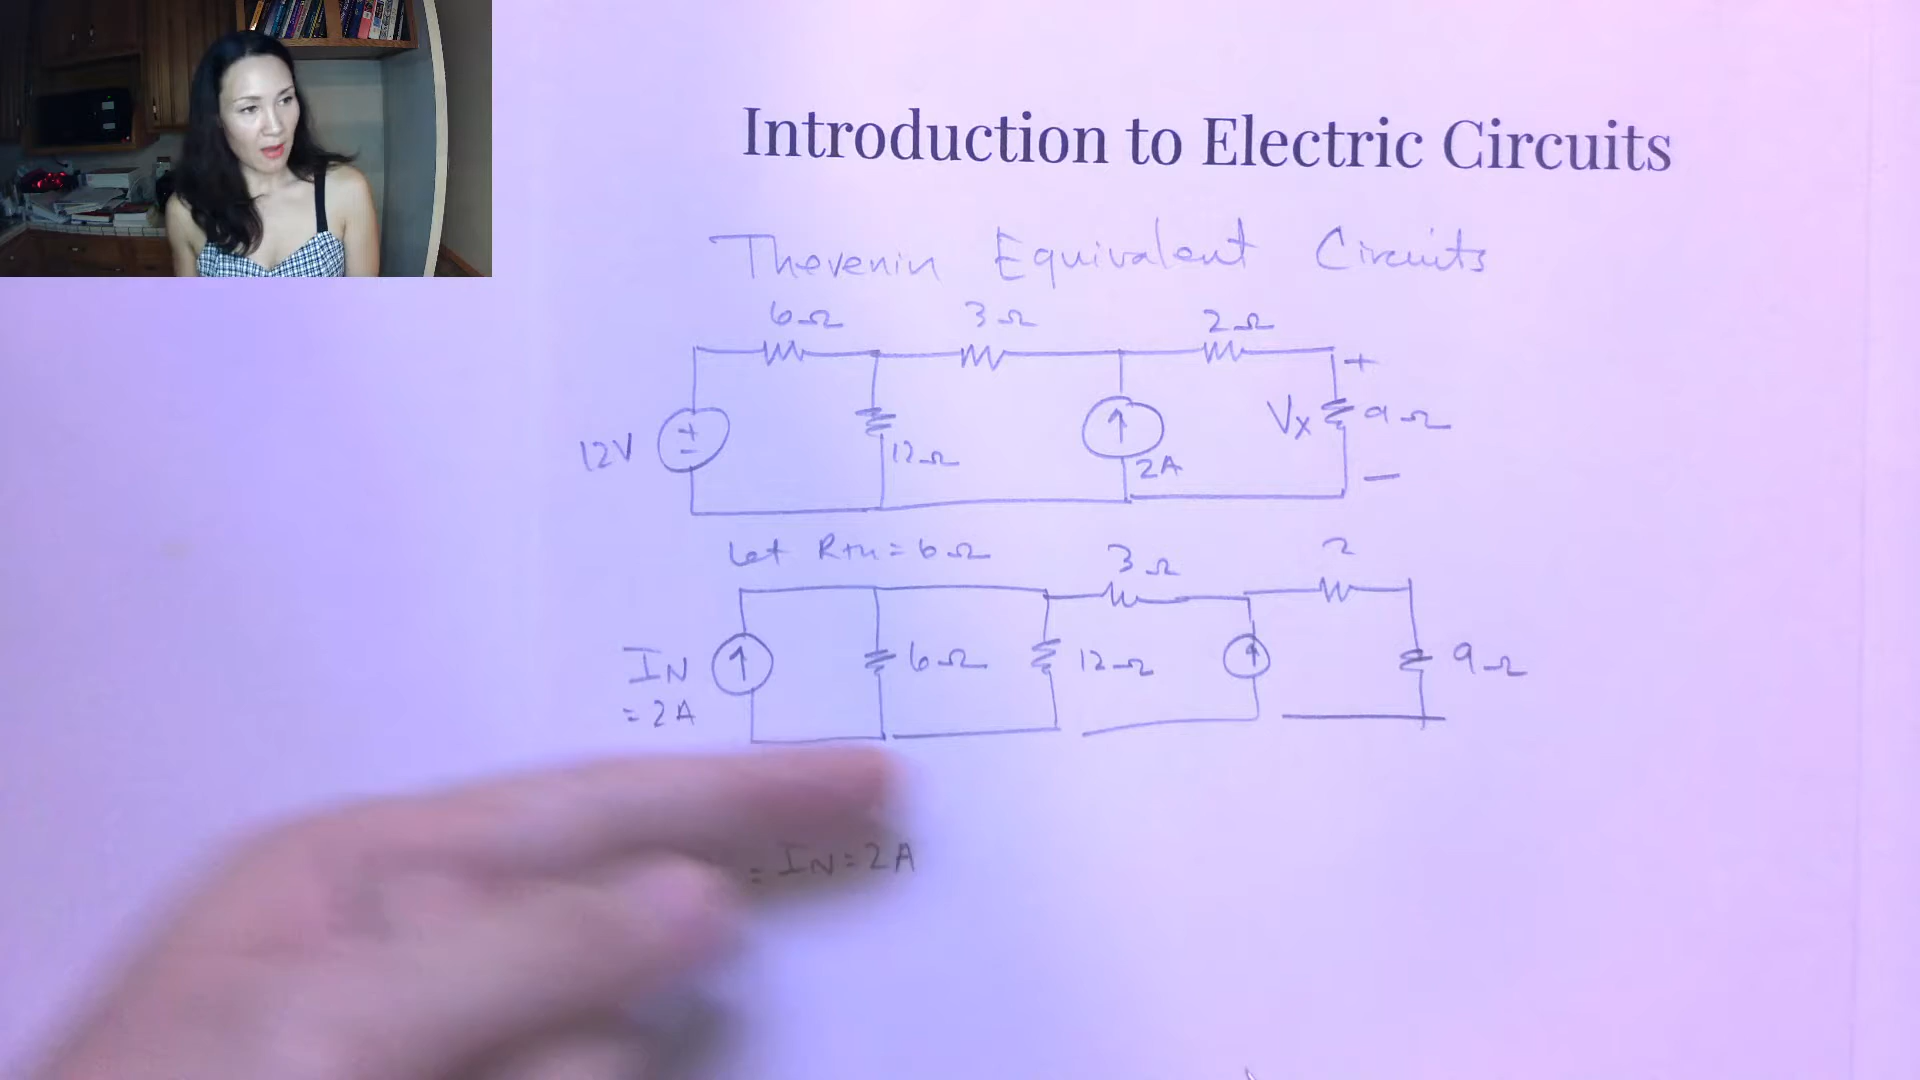 Introduction to Electric Circuits
Thevenin Equivalent Circuits
6Ω 3Ω 2Ω
+
12V + - 12Ω 2A Vx 9Ω
-
Let RTH = 6Ω
3Ω 2
IN 6Ω 12Ω 9Ω
= 2A
= IN = 2A